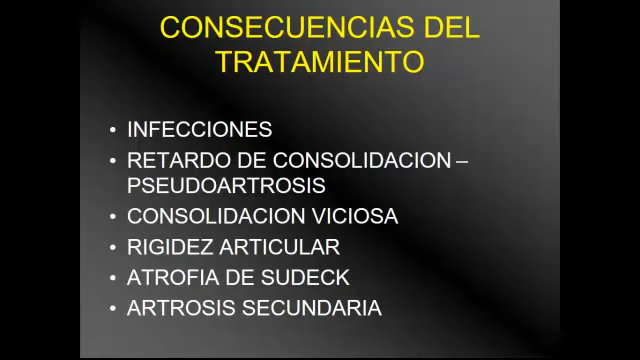 CONSECUENCIAS DEL
TRATAMIENTO
• INFECCIONES
• RETARDO DE CONSOLIDACION –
PSEUDOARTROSIS
• CONSOLIDACION VICIOSA
• RIGIDEZ ARTICULAR
• ATROFIA DE SUDECK
• ARTROSIS SECUNDARIA